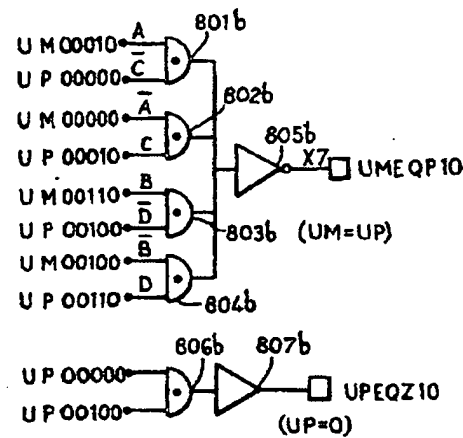 801b
UM00010 A
UP00000 C̅
802b
UM00000 A̅
UP00010 C
805b
X7
UMEQP10
UM00110 B
UP00100 D̅
803b
(UM=UP)
UM00100 B̅
UP00110 D
804b
806b
807b
UP00000
UP00100
UPEQZ10
(UP=0)